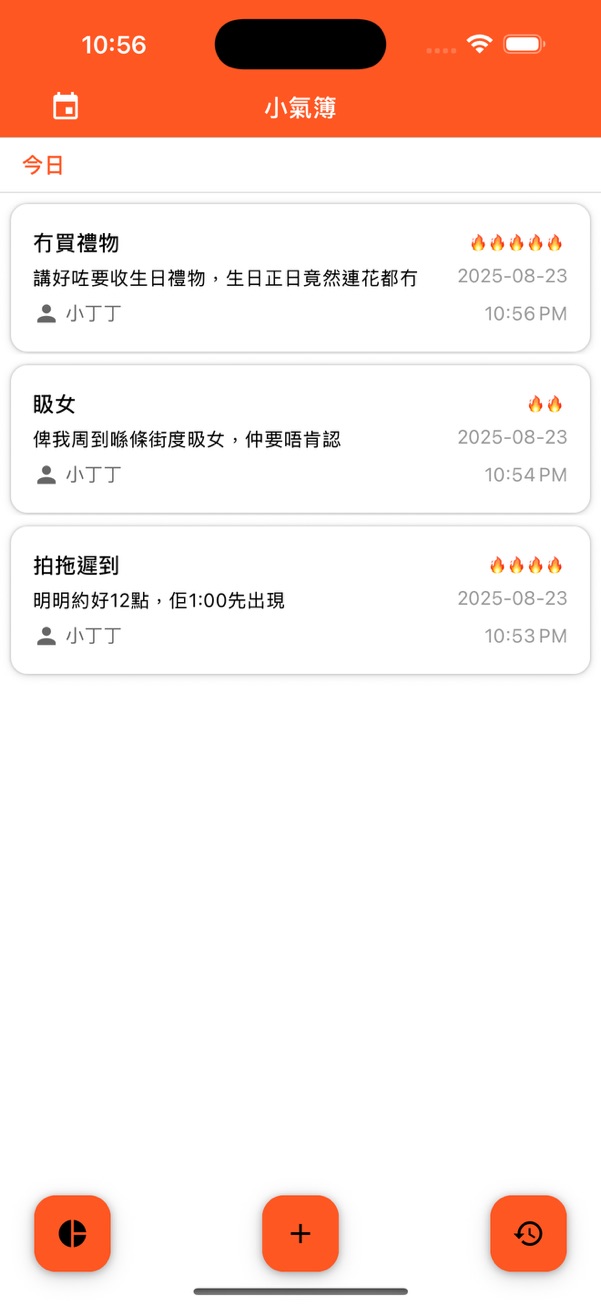 10:56
小氣簿
今日
冇買禮物 🔥🔥🔥🔥🔥
講好咗要收生日禮物，生日正日竟然連花都冇 2025-08-23
小丁丁 10:56 PM
眅女 🔥🔥
俾我周到喺條街度眅女，仲要唔肯認 2025-08-23
小丁丁 10:54 PM
拍拖遲到 🔥🔥🔥🔥
明明約好12點，佢1:00先出現 2025-08-23
小丁丁 10:53 PM